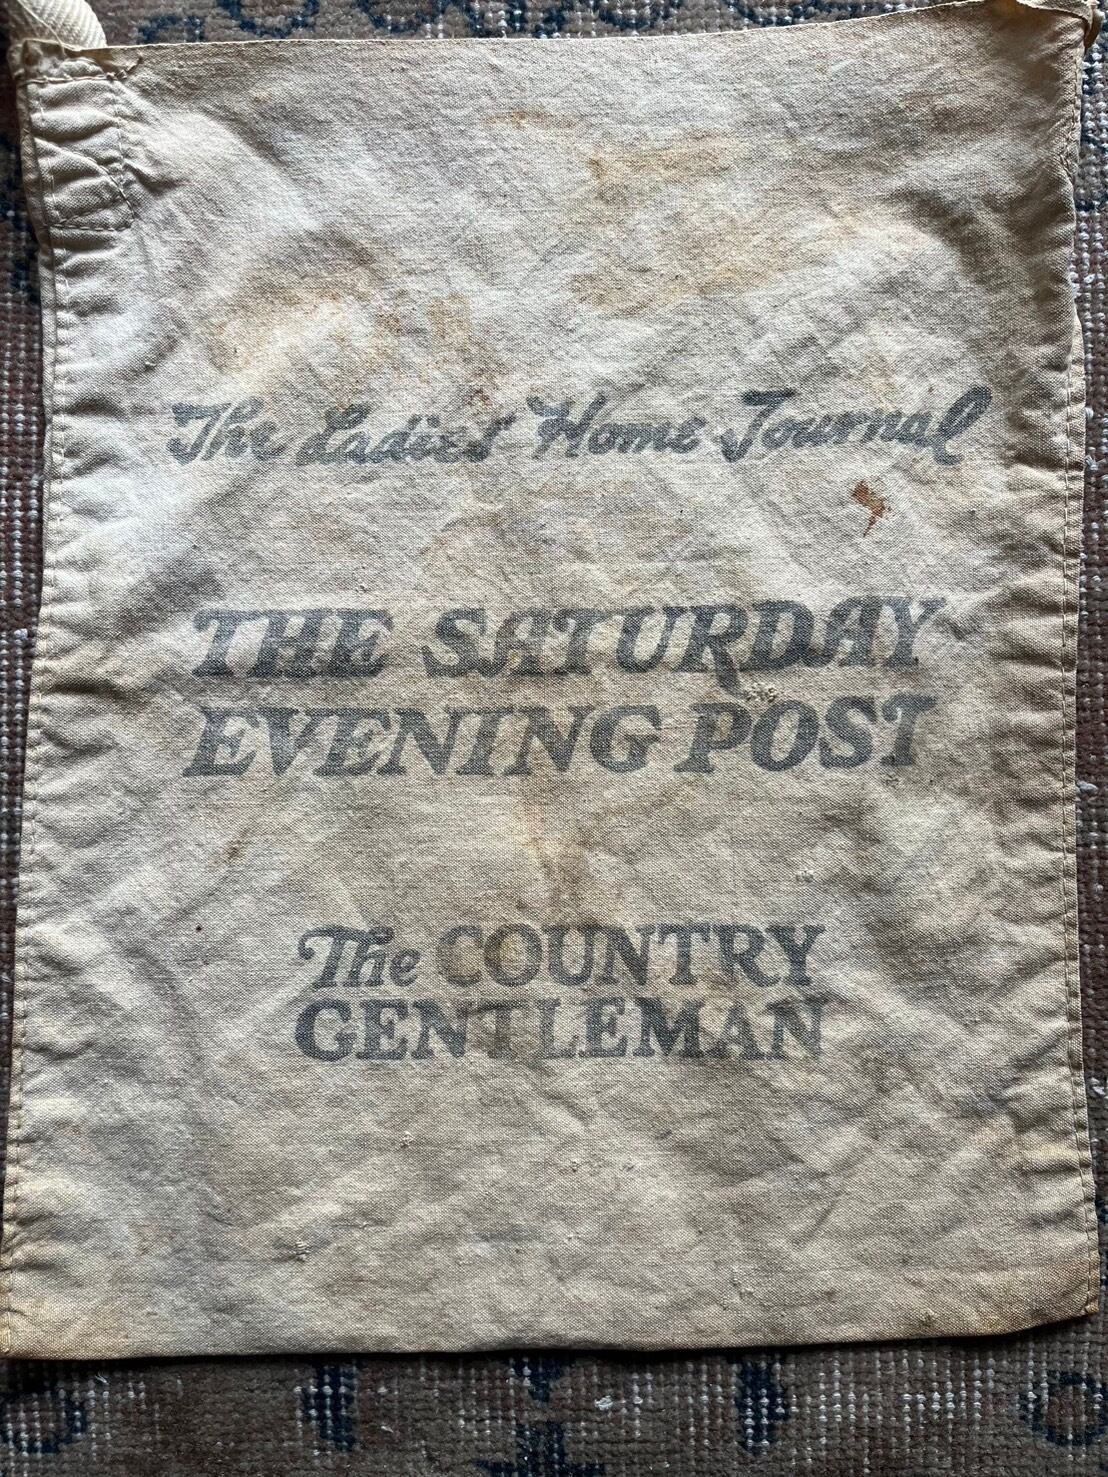 The Ladies' Home Journal
THE SATURDAY
EVENING POST
The COUNTRY
GENTLEMAN